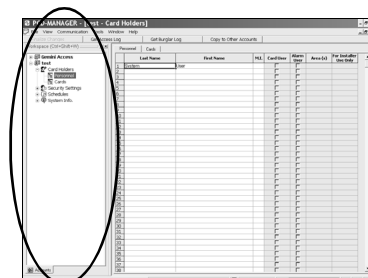 PCD-MANAGER - [test - Card Holders]
File View Communication Tools Window Help
Access Log Get Burglar Log Copy to Other Accounts
Workspace (Ctrl+Shift+W)
Gemini Access
test
Card Holders
Personnel
Cards
Security Settings
Schedules
System Info.
Accounts
Personnel Cards
Last Name First Name M.I. Card User Alarm User Area (s) For Installer Use Only
1 System User
2
3
4
5
6
7
8
9
10
11
12
13
14
15
16
17
18
19
20
21
22
23
24
25
26
27
28
29
30
31
32
33
34
35
36
37
38